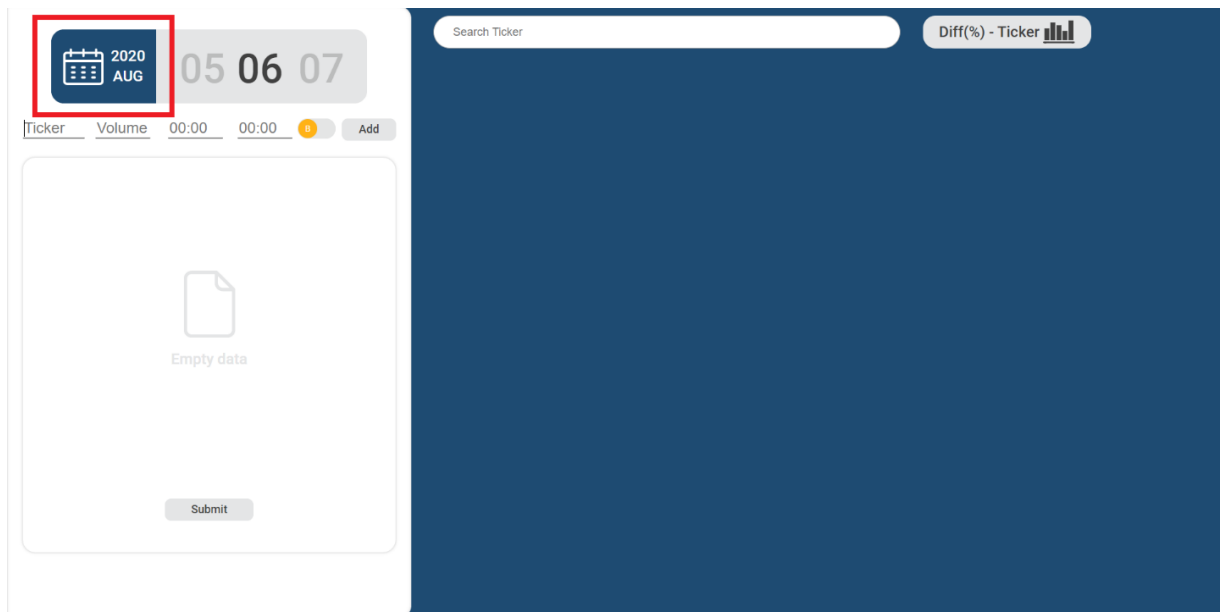 2020
AUG
05 06 07
Search Ticker
Diff(%) - Ticker
Ticker Volume 00:00 00:00 B Add
Empty data
Submit